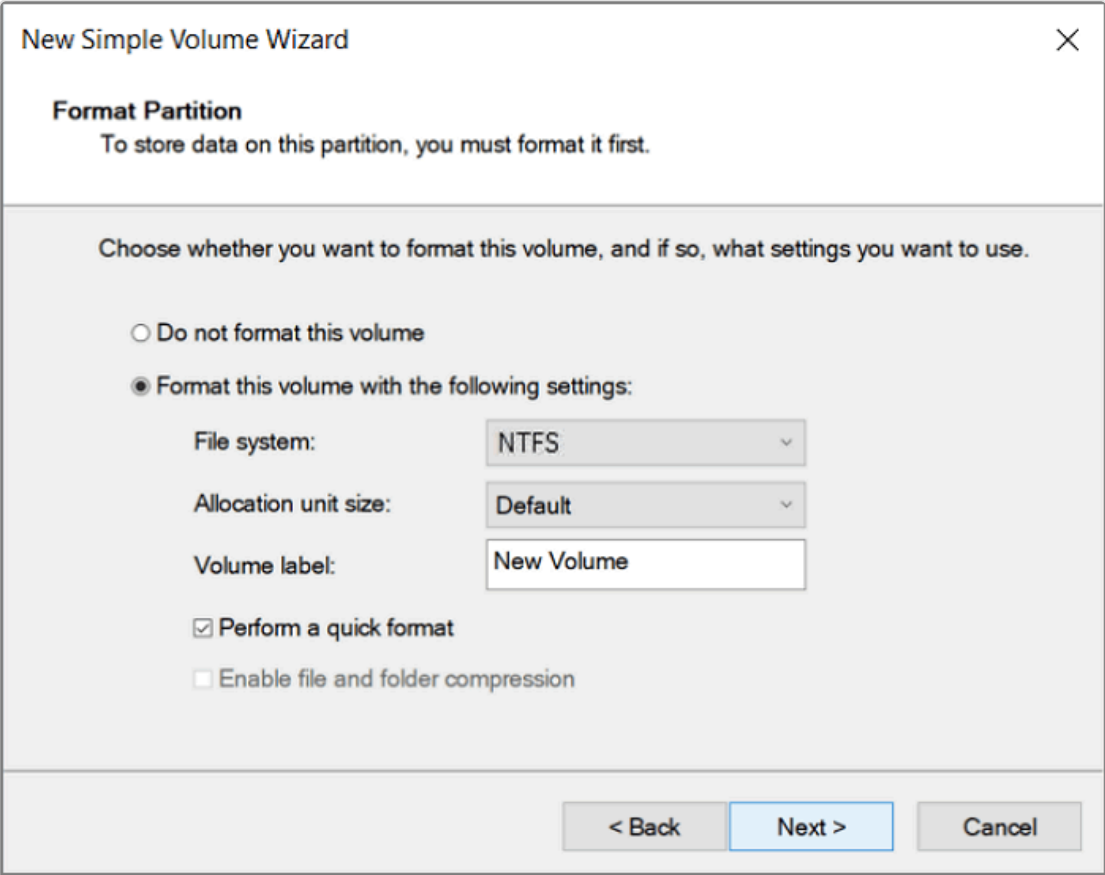 New Simple Volume Wizard
Format Partition
To store data on this partition, you must format it first.
Choose whether you want to format this volume, and if so, what settings you want to use.
Do not format this volume
Format this volume with the following settings:
File system: NTFS
Allocation unit size: Default
Volume label: New Volume
Perform a quick format
Enable file and folder compression
< Back Next > Cancel